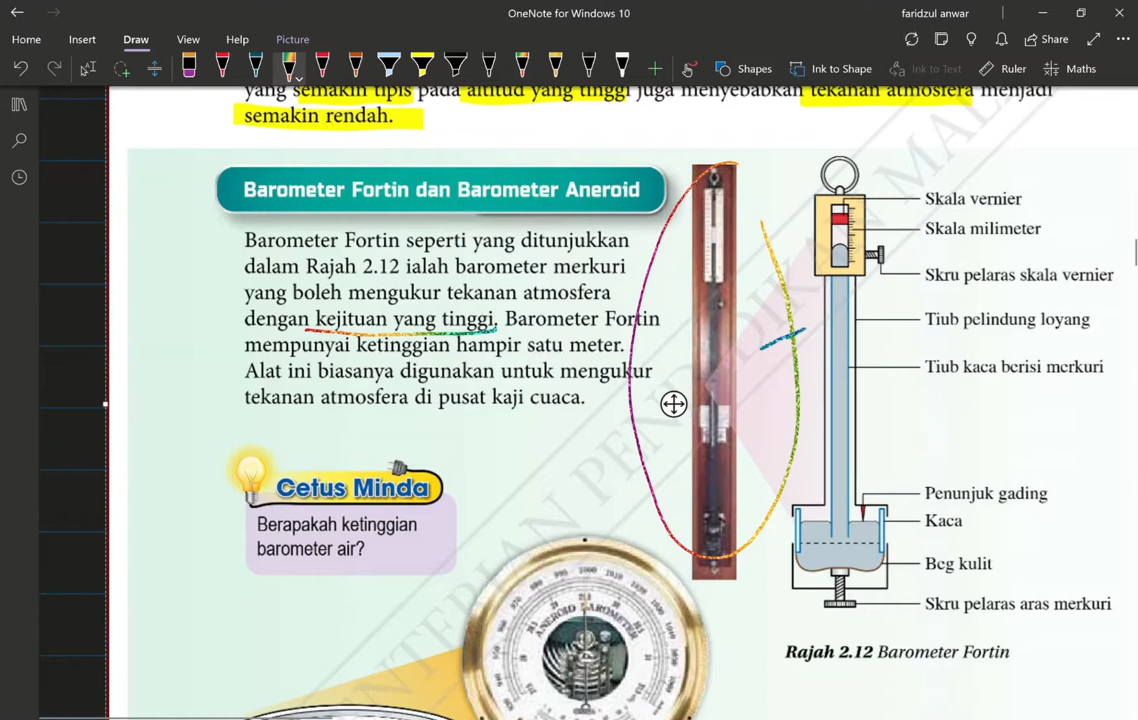 OneNote for Windows 10
faridzul anwar
Home
Insert
Draw
View
Help
Picture
Share
Shapes
Ink to Shape
Ink to Text
Ruler
Maths
yang semakin tipis pada altitud yang tinggi juga menyebabkan tekanan atmosfera menjadi
semakin rendah.
Barometer Fortin dan Barometer Aneroid
Barometer Fortin seperti yang ditunjukkan
dalam Rajah 2.12 ialah barometer merkuri
yang boleh mengukur tekanan atmosfera
dengan kejituan yang tinggi. Barometer Fortin
mempunyai ketinggian hampir satu meter.
Alat ini biasanya digunakan untuk mengukur
tekanan atmosfera di pusat kaji cuaca.
Cetus Minda
Berapakah ketinggian
barometer air?
Skala vernier
Skala milimeter
Skru pelaras skala vernier
Tiub pelindung loyang
Tiub kaca berisi merkuri
Penunjuk gading
Kaca
Beg kulit
Skru pelaras aras merkuri
Rajah 2.12 Barometer Fortin
ANEROID BAROMETER